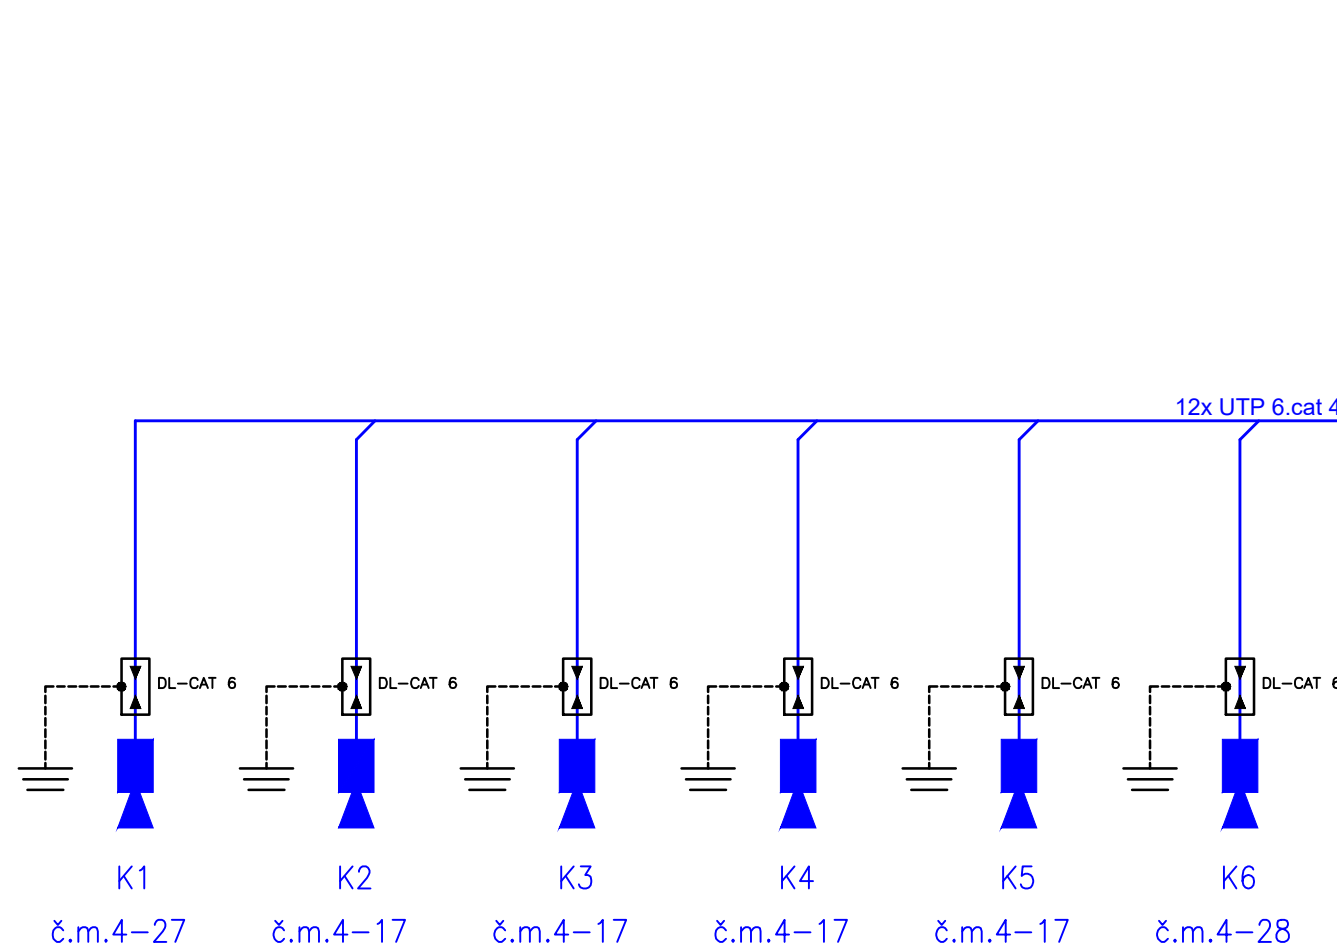 12x UTP 6.cat 4
DL-CAT 6 DL-CAT 6 DL-CAT 6 DL-CAT 6 DL-CAT 6 DL-CAT 6
K1 K2 K3 K4 K5 K6
č.m.4-27 č.m.4-17 č.m.4-17 č.m.4-17 č.m.4-17 č.m.4-28